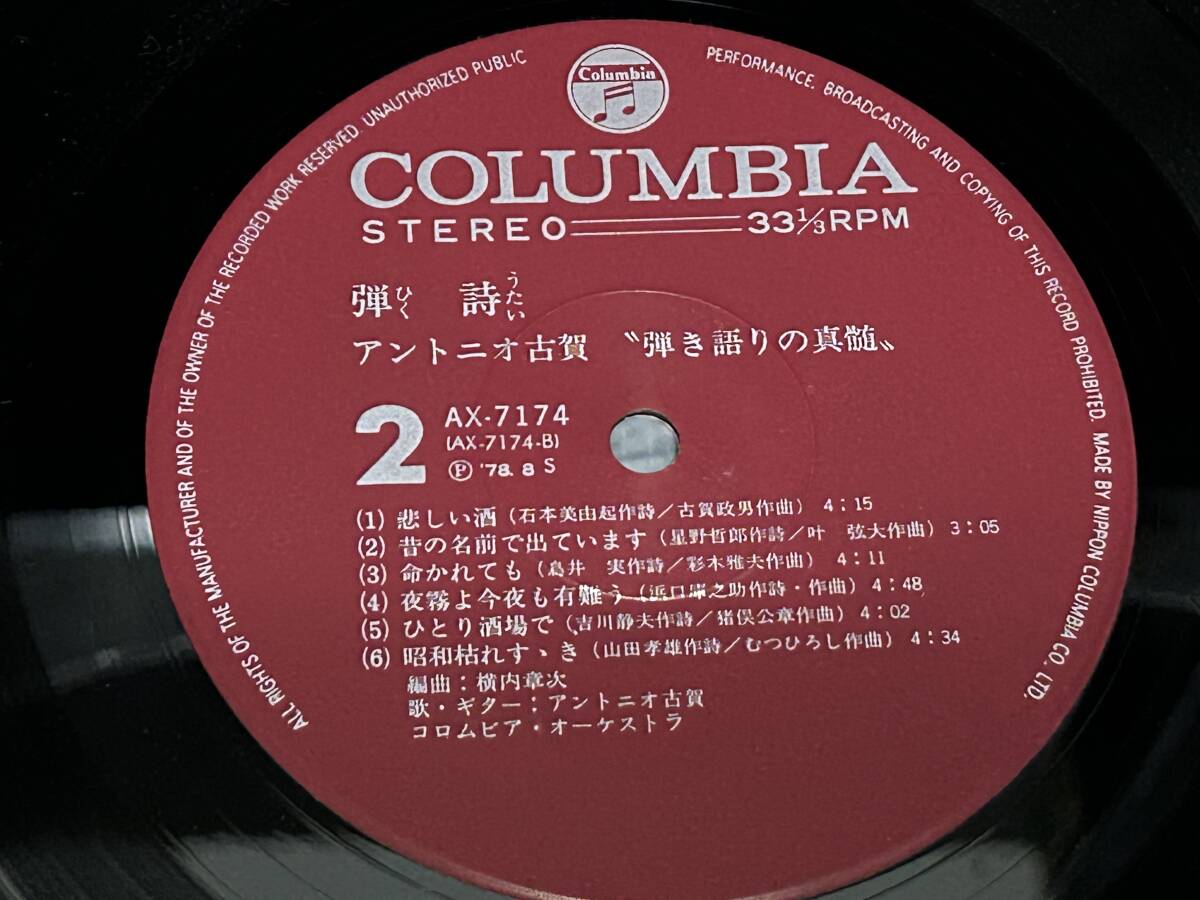 ALL RIGHTS OF THE MANUFACTURER AND OF THE OWNER OF THE RECORDED WORK RESERVED. UNAUTHORIZED PUBLIC PERFORMANCE, BROADCASTING AND COPYING OF THIS RECORD PROHIBITED. MADE BY NIPPON COLUMBIA CO., LTD.
Columbia
COLUMBIA
STEREO 33 1/3 RPM
弾ひく 詩うたい
アントニオ古賀 〝弾き語りの真髄〟
2 AX-7174
(AX-7174-B)
Ⓟ '78. 8 S
(1) 悲しい酒 (石本美由起作詩/古賀政男作曲) 4:15
(2) 昔の名前で出ています (星野哲郎作詩/叶 弦大作曲) 3:05
(3) 命かれても (鳥井 実作詩/彩木雅夫作曲) 4:11
(4) 夜霧よ今夜も有難う (浜口庫之助作詩・作曲) 4:48
(5) ひとり酒場で (吉川静夫作詩/猪俣公章作曲) 4:02
(6) 昭和枯れすゝき (山田孝雄作詩/むつひろし作曲) 4:34
編曲:横内章次
歌・ギター:アントニオ古賀
コロムビア・オーケストラ